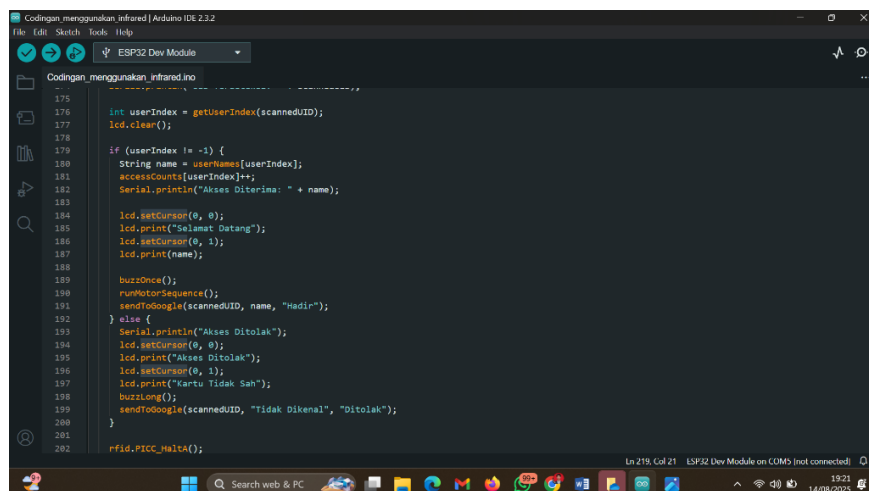 Codingan_menggunakan_infrared | Arduino IDE 2.3.2
File Edit Sketch Tools Help
ESP32 Dev Module
Codingan_menggunakan_infrared.ino
175
176 int userIndex = getUserIndex(scannedUID);
177 lcd.clear();
178
179 if (userIndex != -1) {
180 String name = userNames[userIndex];
181 accessCounts[userIndex]++;
182 Serial.println("Akses Diterima: " + name);
183
184 lcd.setCursor(0, 0);
185 lcd.print("Selamat Datang");
186 lcd.setCursor(0, 1);
187 lcd.print(name);
188
189 buzzOnce();
190 runMotorSequence();
191 sendToGoogle(scannedUID, name, "Hadir");
192 } else {
193 Serial.println("Akses Ditolak");
194 lcd.setCursor(0, 0);
195 lcd.print("Akses Ditolak");
196 lcd.setCursor(0, 1);
197 lcd.print("Kartu Tidak Sah");
198 buzzLong();
199 sendToGoogle(scannedUID, "Tidak Dikenal", "Ditolak");
200 }
201
202 rfid.PICC_HaltA();
Ln 219, Col 21 ESP32 Dev Module on COM5 [not connected]
9+
Search web & PC
99+
19:21
14/08/2025